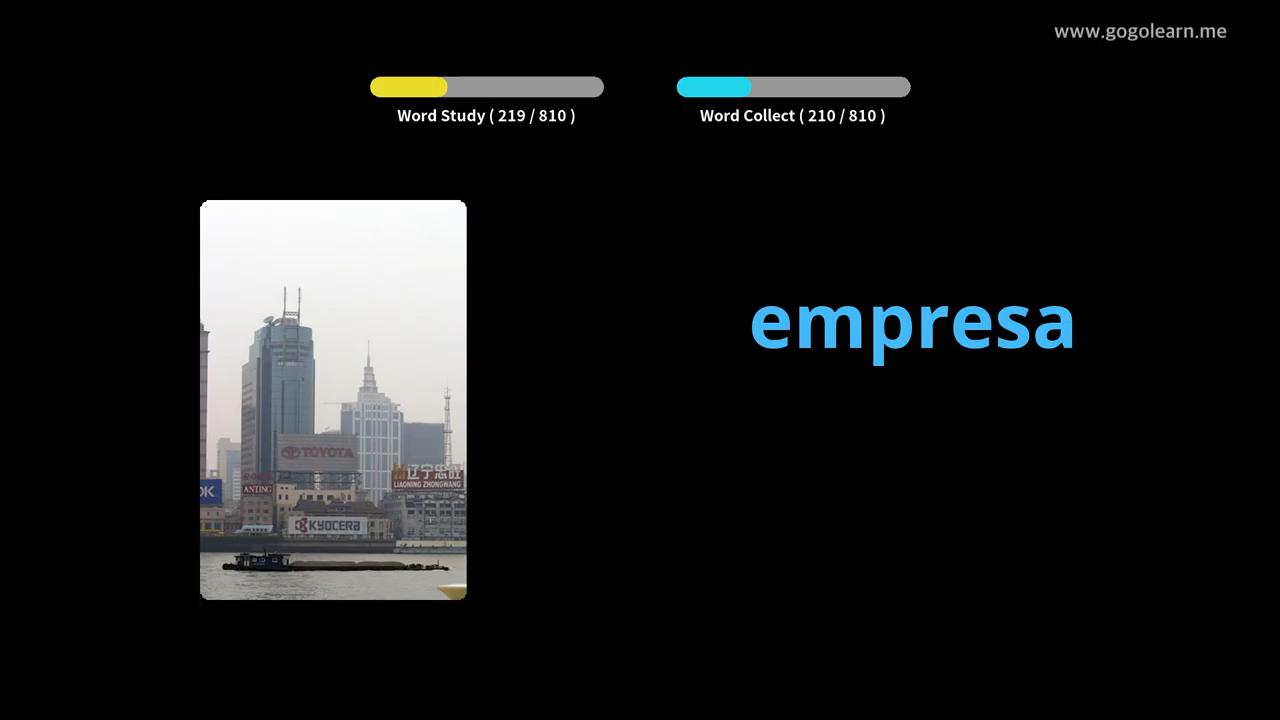 www.gogolearn.me
Word Study ( 219 / 810 )
Word Collect ( 210 / 810 )
empresa
TOYOTA
辽宁忠旺
LIAONING ZHONGWANG
OK
ANTING
KYOCERA